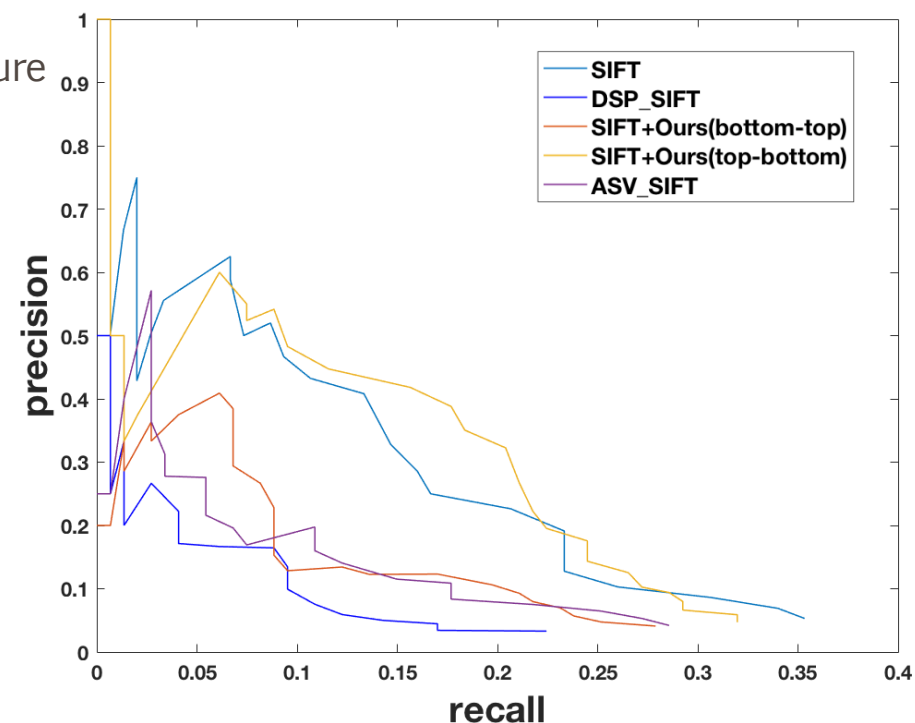 ure
1
0.9
0.8
0.7
0.6
0.5
0.4
0.3
0.2
0.1
0
precision
SIFT
DSP_SIFT
SIFT+Ours(bottom-top)
SIFT+Ours(top-bottom)
ASV_SIFT
0 0.05 0.1 0.15 0.2 0.25 0.3 0.35 0.4
recall